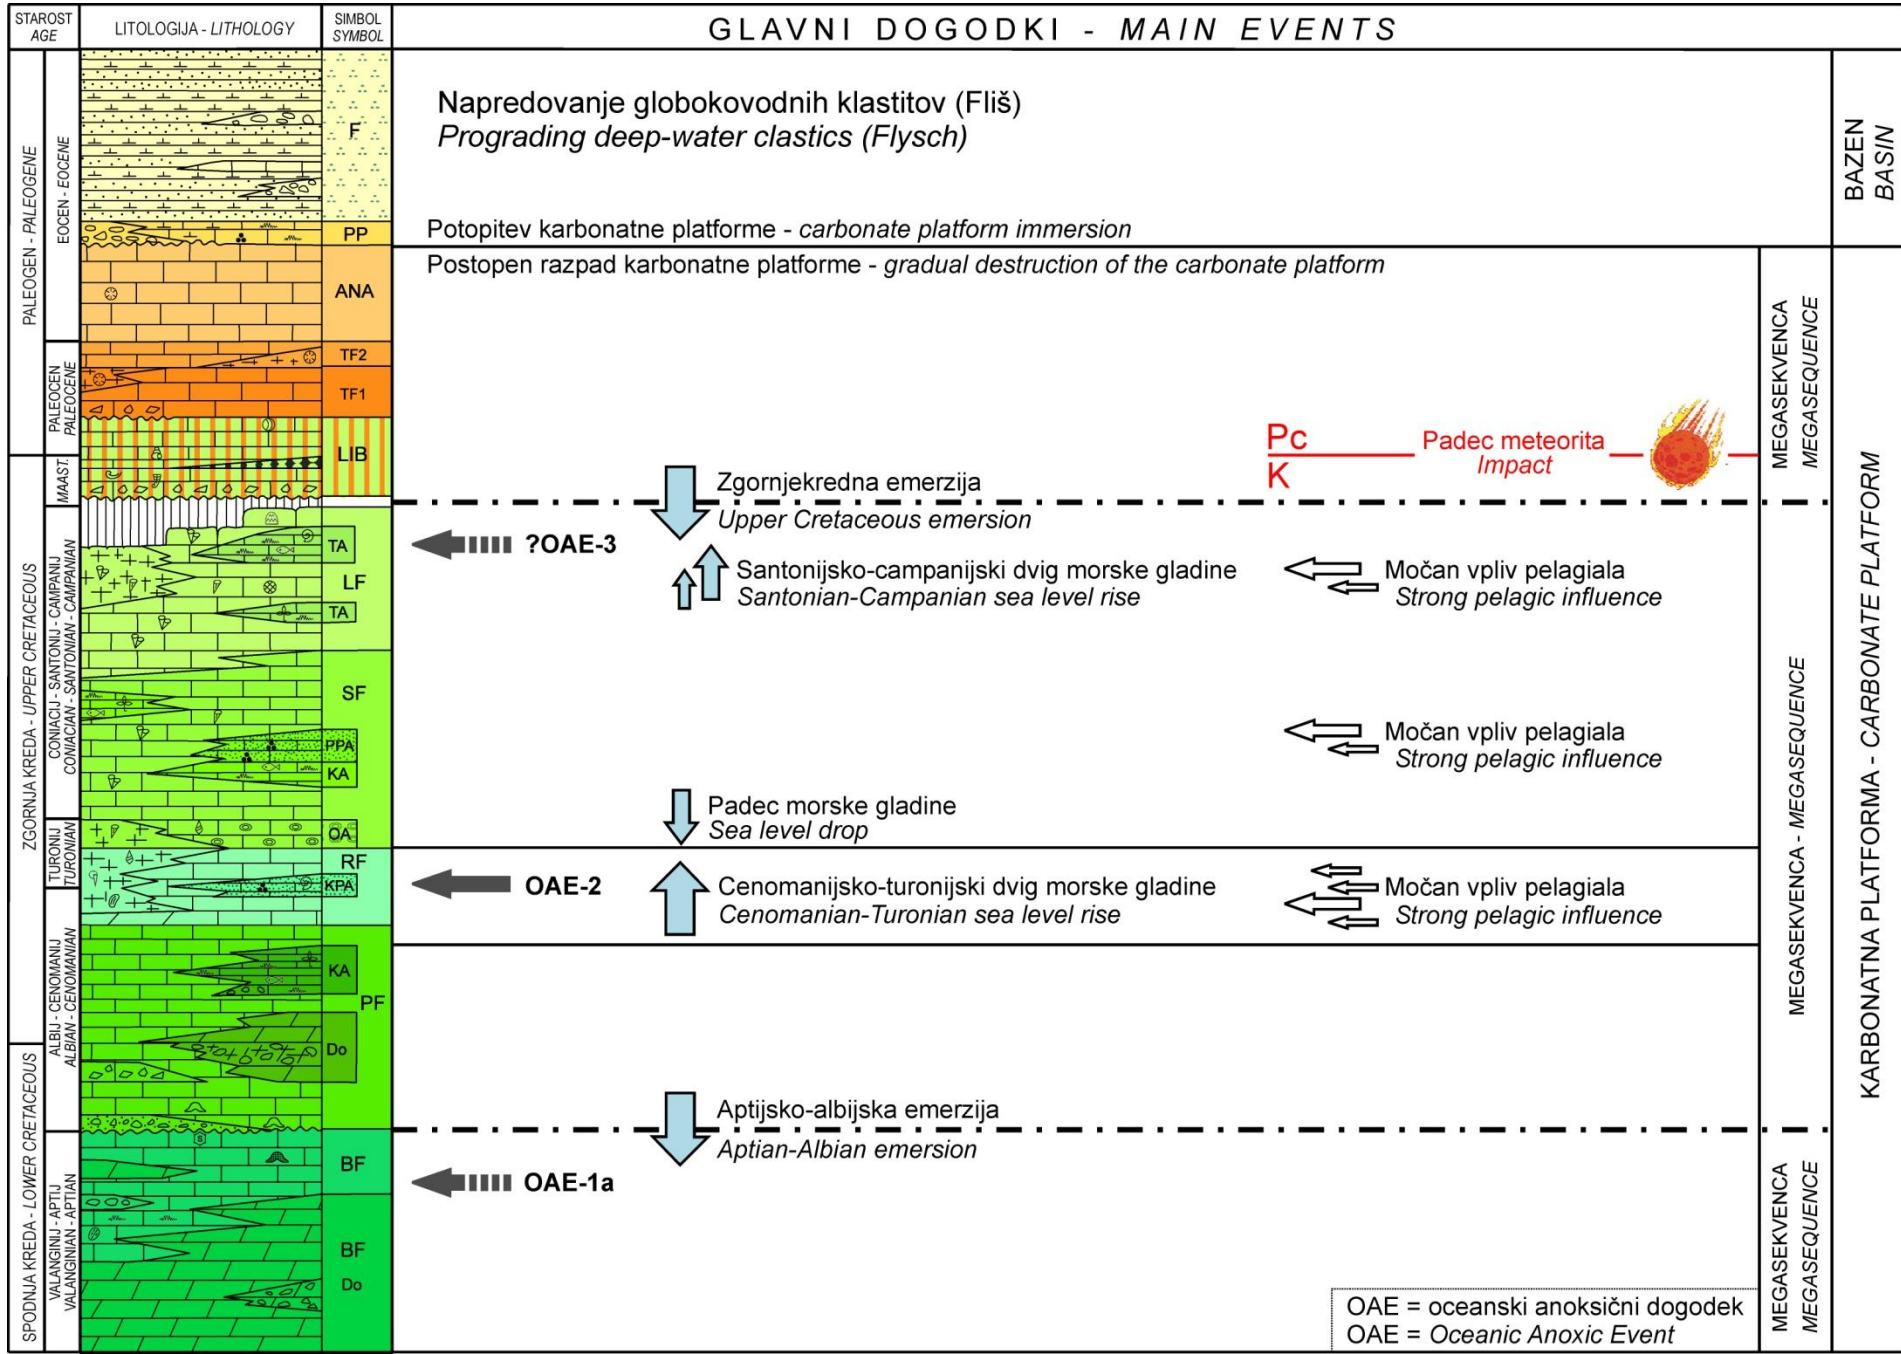 STAROST
AGE
LITOLOGIJA - LITHOLOGY
SIMBOL
SYMBOL
GLAVNI DOGODKI - MAIN EVENTS
PALEOGEN - PALEOGENE
EOCEN - EOCENE
PALEOCEN
PALEOCENE
ZGORNJA KREDA - UPPER CRETACEOUS
MAAST.
CONIACIJ - SANTONIJ - CAMPANIJ
CONIACIAN - SANTONIAN - CAMPANIAN
TURONIJ
TURONIAN
ALBIJ - CENOMANIJ
ALBIAN - CENOMANIAN
SPODNJA KREDA - LOWER CRETACEOUS
VALANGINIJ - APTIJ
VALANGINIAN - APTIAN
F
PP
ANA
TF2
TF1
LIB
TA
LF
TA
SF
PPA
KA
OA
RF
KPA
KA
PF
Do
BF
BF
Do
S
Napredovanje globokovodnih klastitov (Fliš)
Prograding deep-water clastics (Flysch)
Potopitev karbonatne platforme - carbonate platform immersion
Postopen razpad karbonatne platforme - gradual destruction of the carbonate platform
Pc
K
Padec meteorita
Impact
Zgornjekredna emerzija
Upper Cretaceous emersion
?OAE-3
Santonijsko-campanijski dvig morske gladine
Santonian-Campanian sea level rise
Močan vpliv pelagiala
Strong pelagic influence
Močan vpliv pelagiala
Strong pelagic influence
Padec morske gladine
Sea level drop
OAE-2
Cenomanijsko-turonijski dvig morske gladine
Cenomanian-Turonian sea level rise
Močan vpliv pelagiala
Strong pelagic influence
Aptijsko-albijska emerzija
Aptian-Albian emersion
OAE-1a
OAE = oceanski anoksični dogodek
OAE = Oceanic Anoxic Event
MEGASEKVENCA
MEGASEQUENCE
MEGASEKVENCA - MEGASEQUENCE
MEGASEKVENCA
MEGASEQUENCE
BAZEN
BASIN
KARBONATNA PLATFORMA - CARBONATE PLATFORM